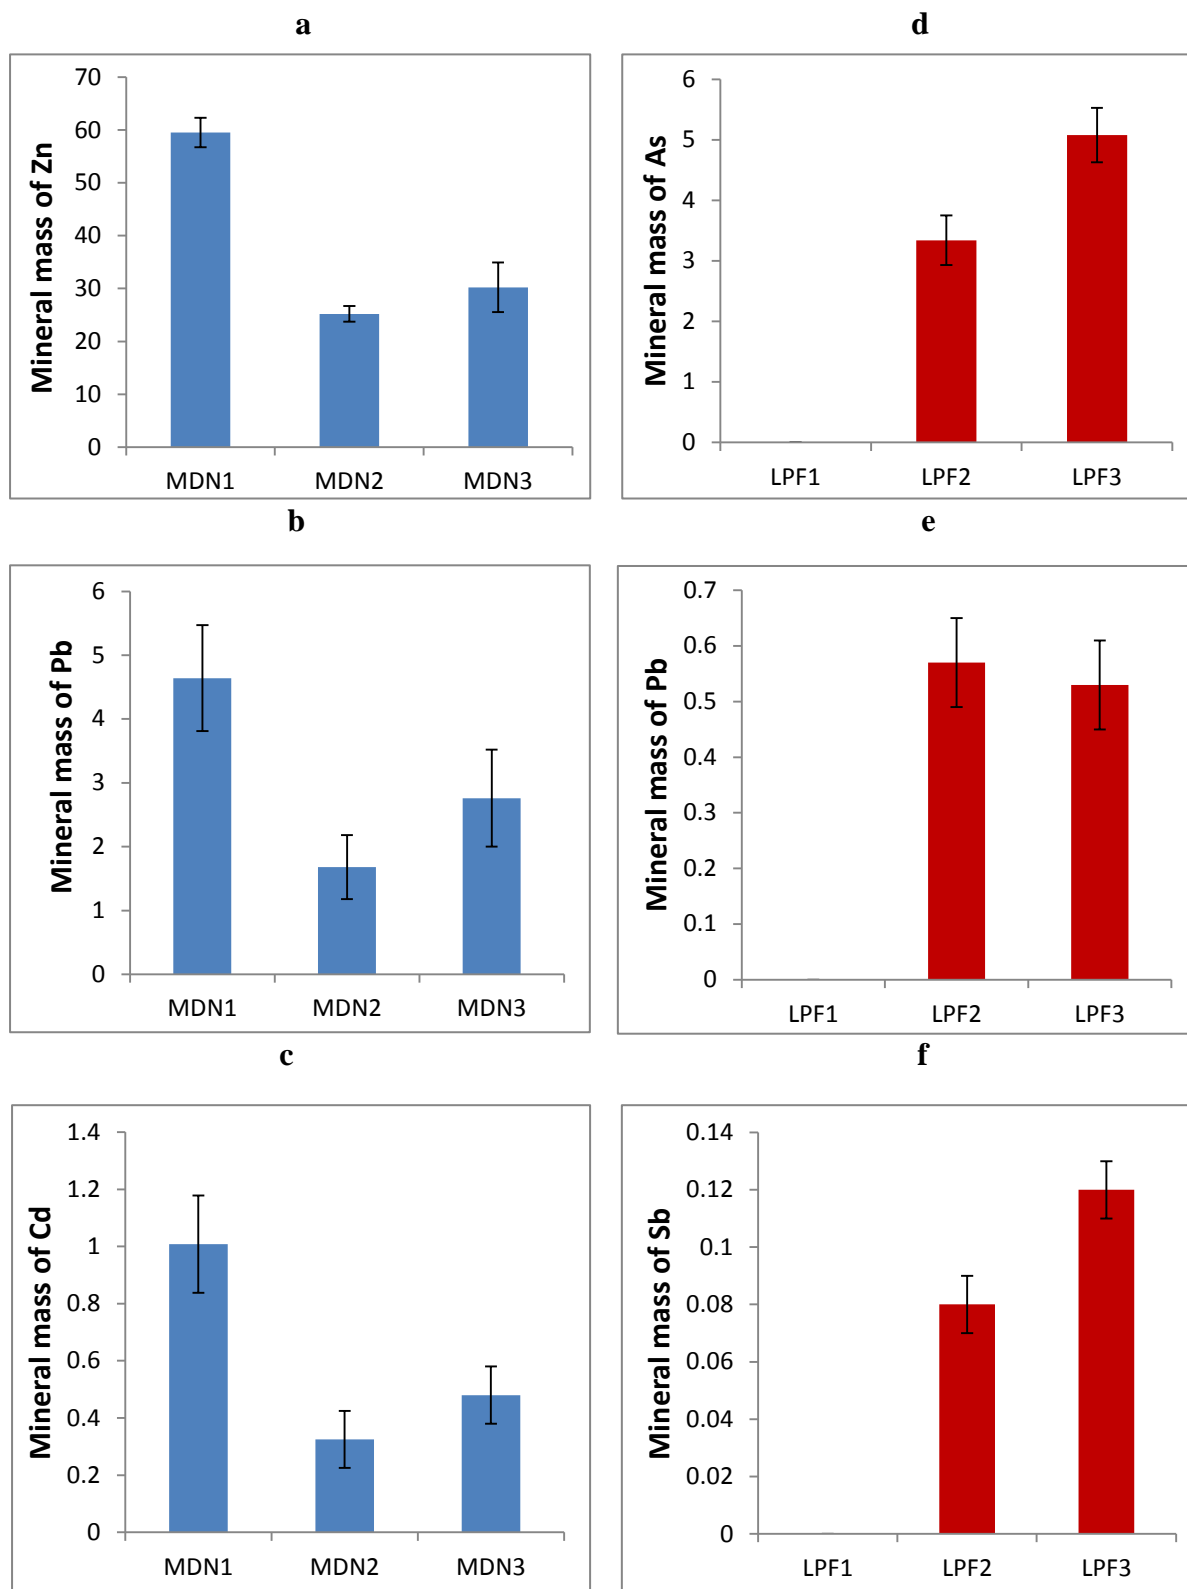 a
Mineral mass of Zn
70
60
50
40
30
20
10
0
MDN1 MDN2 MDN3
d
Mineral mass of As
6
5
4
3
2
1
0
LPF1 LPF2 LPF3
b
Mineral mass of Pb
6
5
4
3
2
1
0
MDN1 MDN2 MDN3
e
Mineral mass of Pb
0.7
0.6
0.5
0.4
0.3
0.2
0.1
0
LPF1 LPF2 LPF3
c
Mineral mass of Cd
1.4
1.2
1
0.8
0.6
0.4
0.2
0
MDN1 MDN2 MDN3
f
Mineral mass of Sb
0.14
0.12
0.1
0.08
0.06
0.04
0.02
0
LPF1 LPF2 LPF3